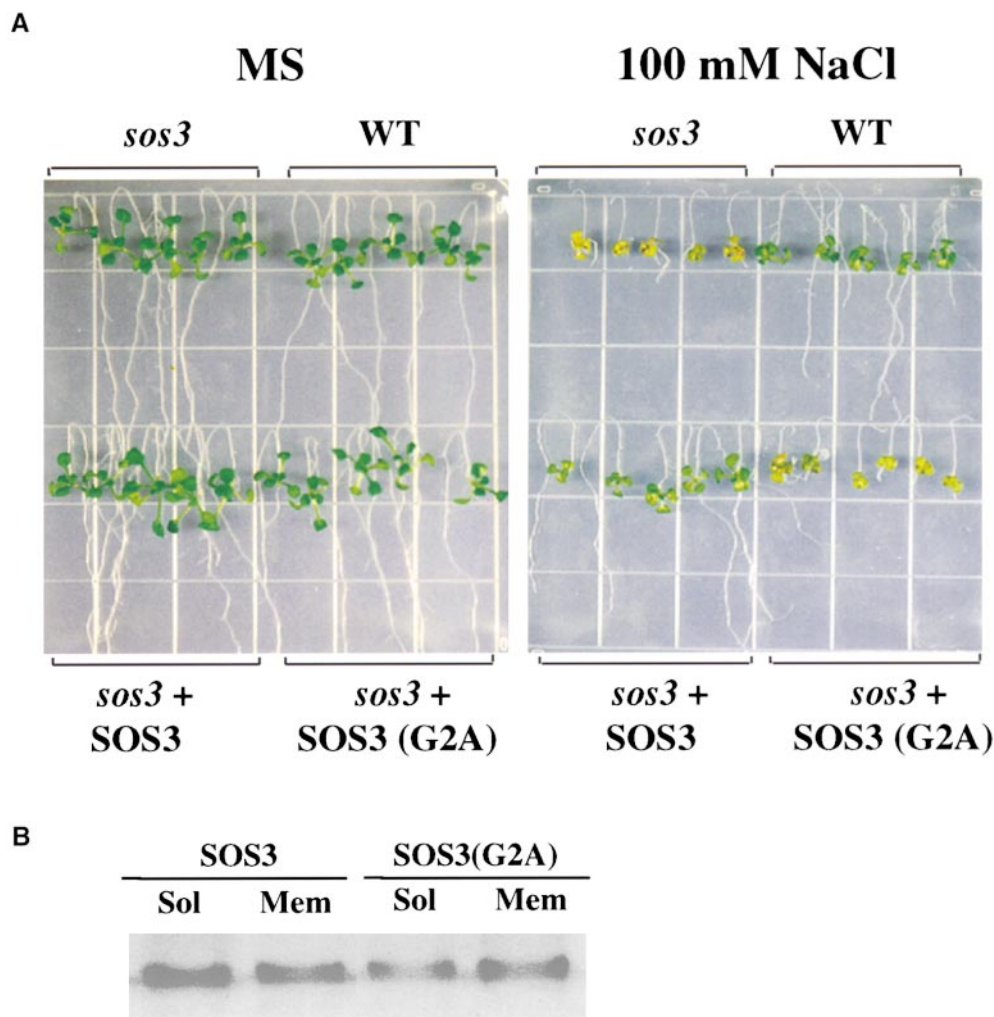 A
MS
100 mM NaCl
sos3
WT
sos3
WT
sos3 +
SOS3
sos3 +
SOS3 (G2A)
sos3 +
SOS3
sos3 +
SOS3 (G2A)
B
SOS3
SOS3(G2A)
Sol
Mem
Sol
Mem